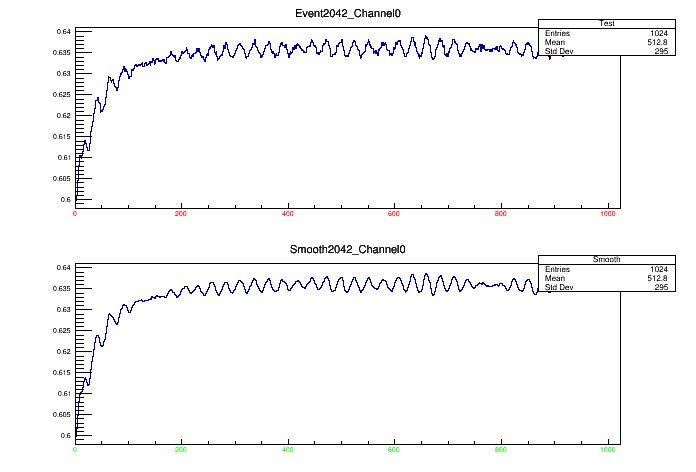 Event2042_Channel0
Test
Entries 1024
Mean 512.8
Std Dev 295
0.64
0.635
0.63
0.625
0.62
0.615
0.61
0.605
0.6
0 200 400 600 800 1000
Smooth2042_Channel0
Smooth
Entries 1024
Mean 512.8
Std Dev 295
0.64
0.635
0.63
0.625
0.62
0.615
0.61
0.605
0.6
0 200 400 600 800 1000